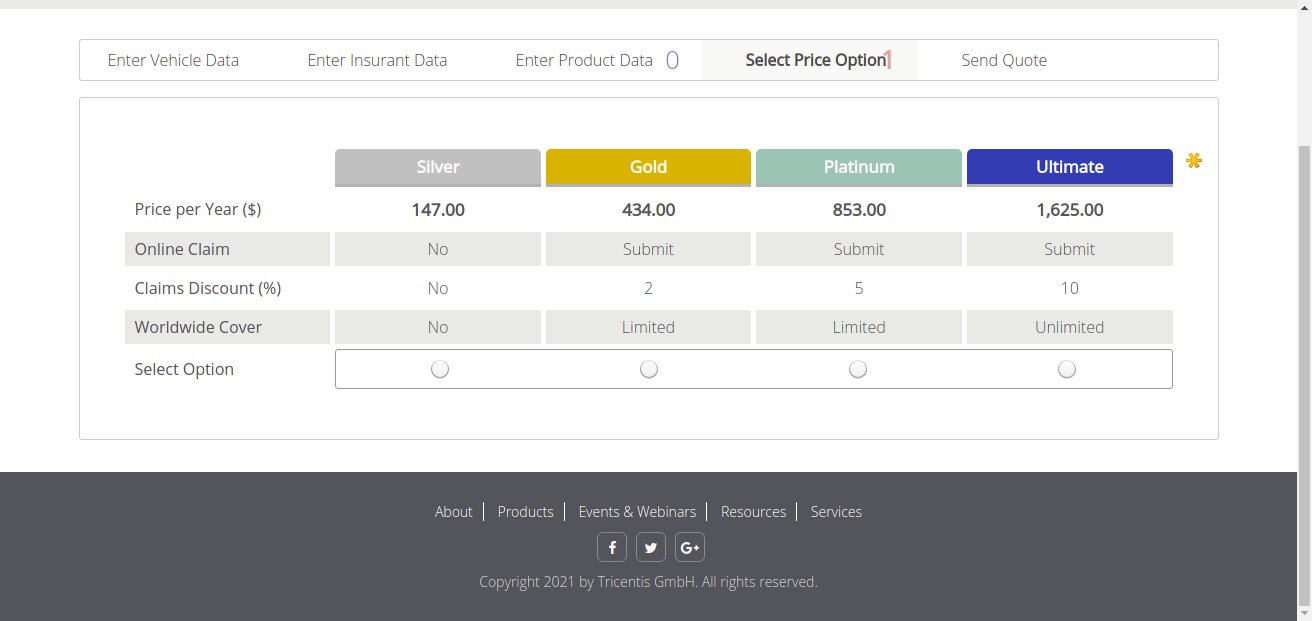 Enter Vehicle Data Enter Insurant Data Enter Product Data 0 Select Price Option 1 Send Quote
Silver Gold Platinum Ultimate
Price per Year ($) 147.00 434.00 853.00 1,625.00
Online Claim No Submit Submit Submit
Claims Discount (%) No 2 5 10
Worldwide Cover No Limited Limited Unlimited
Select Option
About Products Events & Webinars Resources Services
Copyright 2021 by Tricentis GmbH. All rights reserved.